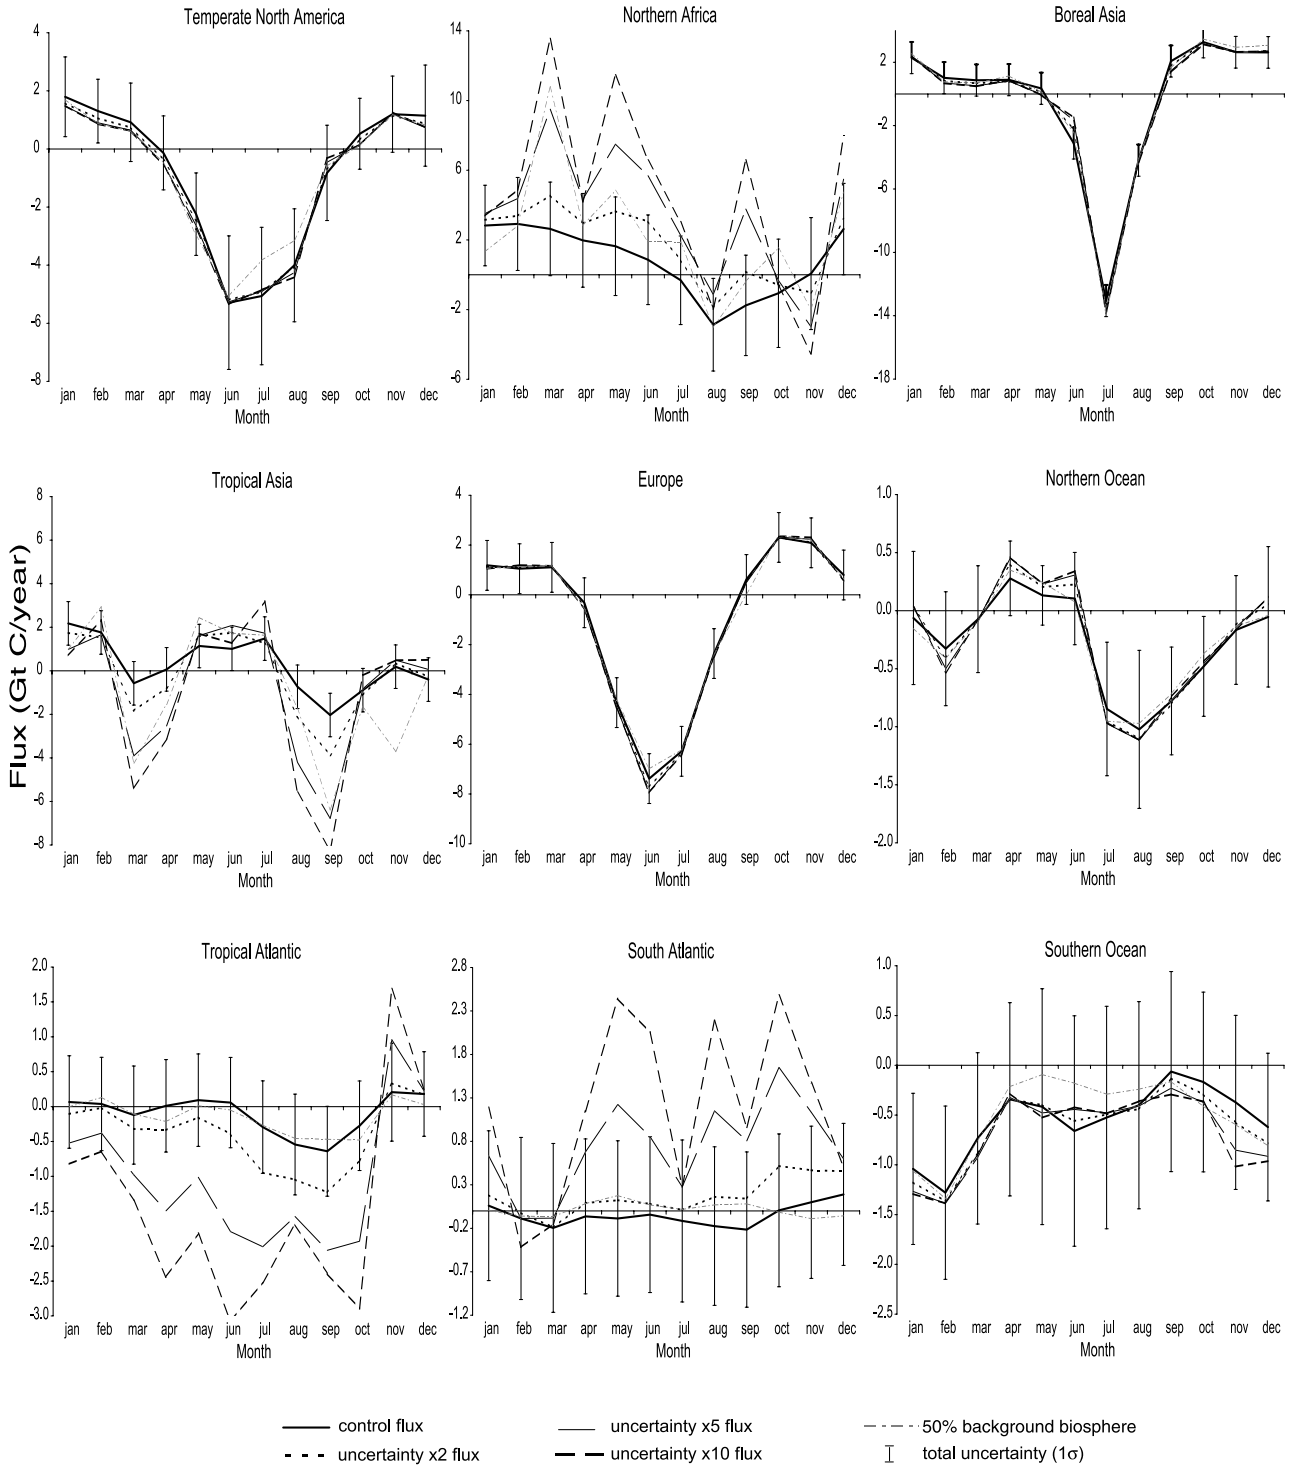 Temperate North America
4
2
0
-2
-4
-6
-8
jan feb mar apr may jun jul aug sep oct nov dec
Month
Northern Africa
14
10
6
2
-2
-6
jan feb mar apr may jun jul aug sep oct nov dec
Month
Boreal Asia
2
-2
-6
-10
-14
-18
jan feb mar apr may jun jul aug sep oct nov dec
Month
Flux (Gt C/year)
Tropical Asia
8
6
4
2
0
-2
-4
-6
-8
jan feb mar apr may jun jul aug sep oct nov dec
Month
Europe
4
2
0
-2
-4
-6
-8
-10
jan feb mar apr may jun jul aug sep oct nov dec
Month
Northern Ocean
1.0
0.5
0.0
-0.5
-1.0
-1.5
-2.0
jan feb mar apr may jun jul aug sep oct nov dec
Month
Tropical Atlantic
2.0
1.5
1.0
0.5
0.0
-0.5
-1.0
-1.5
-2.0
-2.5
-3.0
jan feb mar apr may jun jul aug sep oct nov dec
Month
South Atlantic
2.8
2.3
1.8
1.3
0.8
0.3
-0.2
-0.7
-1.2
jan feb mar apr may jun jul aug sep oct nov dec
Month
Southern Ocean
1.0
0.5
0.0
-0.5
-1.0
-1.5
-2.0
-2.5
jan feb mar apr may jun jul aug sep oct nov dec
Month
control flux
uncertainty x5 flux
50% background biosphere
uncertainty x2 flux
uncertainty x10 flux
total uncertainty (1σ)